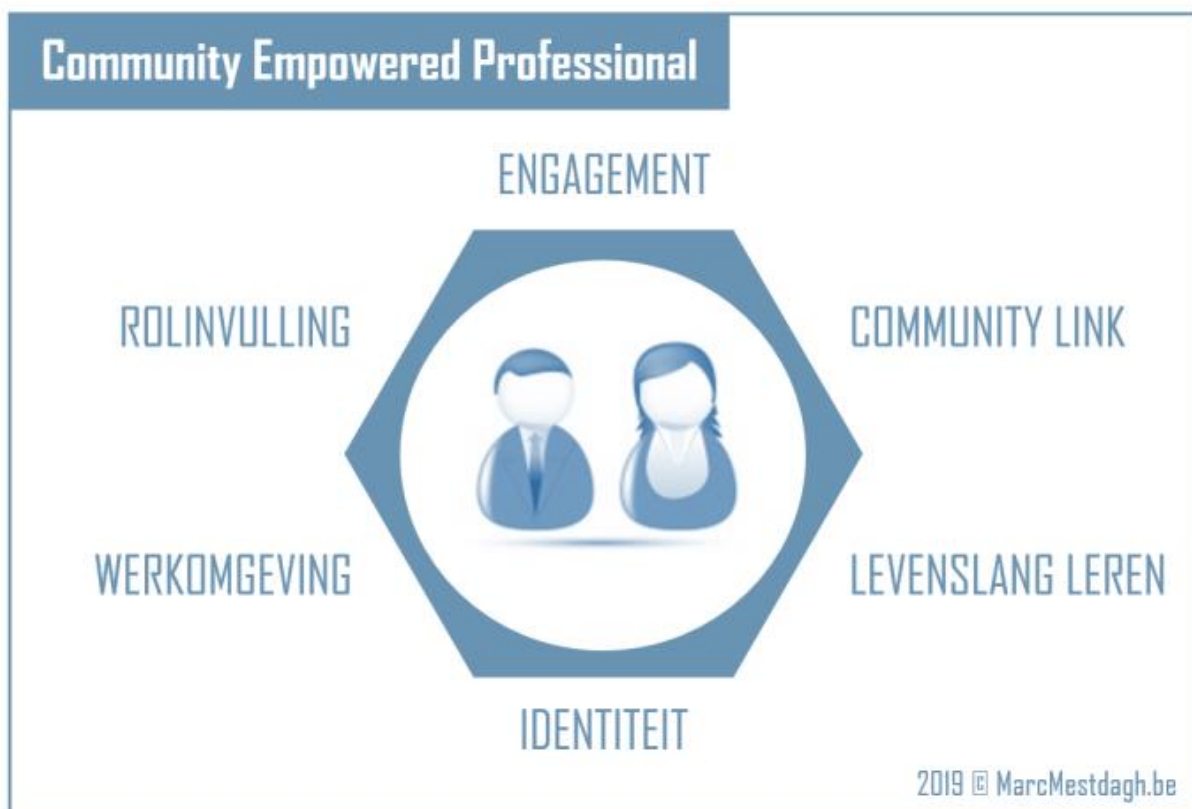 Community Empowered Professional
ENGAGEMENT
ROLINVULLING
COMMUNITY LINK
WERKOMGEVING
LEVENSLANG LEREN
IDENTITEIT
2019 © MarcMestdagh.be